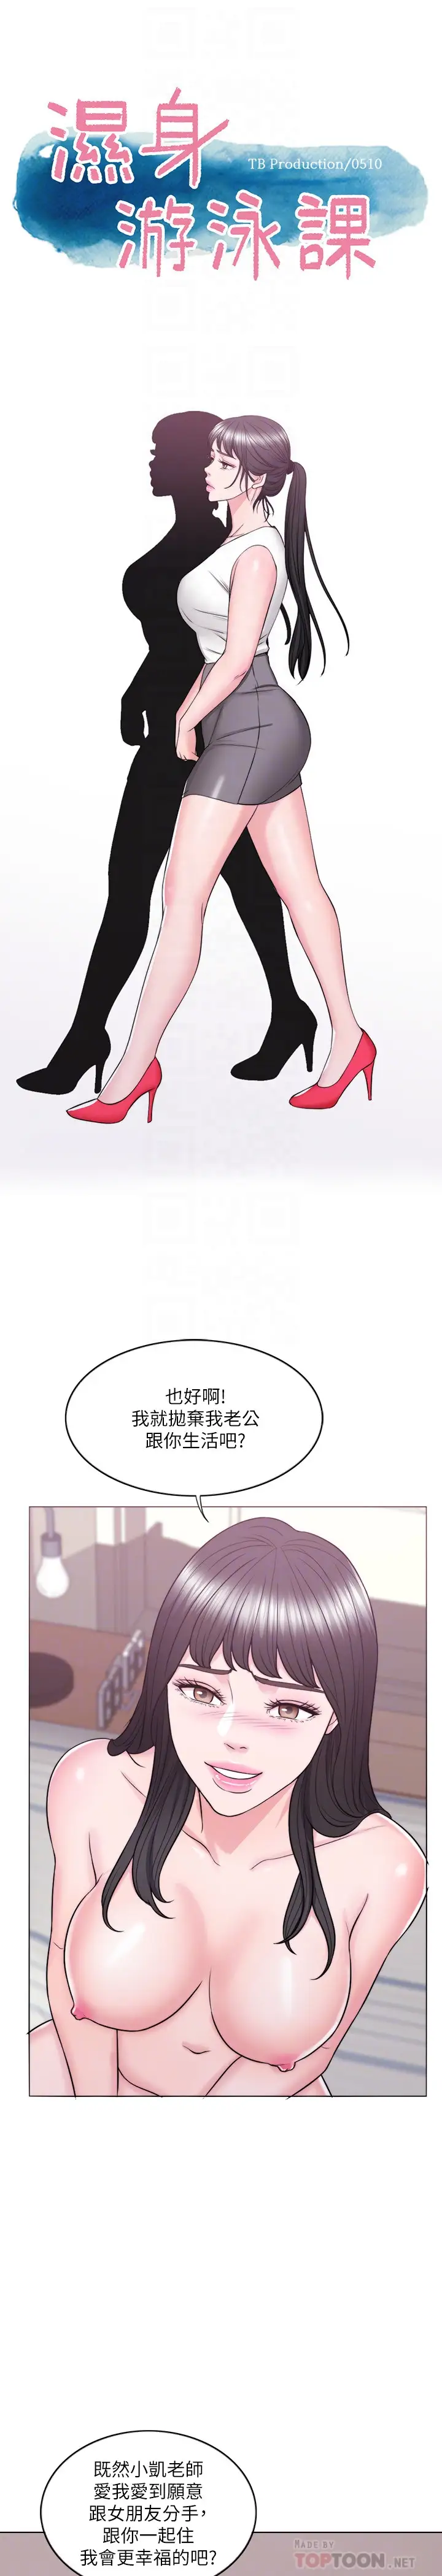 濕身
TB Production/0510
游泳課
也好啊!
我就拋棄我老公
跟你生活吧?
既然小凱老師
愛我愛到願意
跟女朋友分手,
跟你一起住
我會更幸福的吧?
MADE BY
TOPTOON.NET